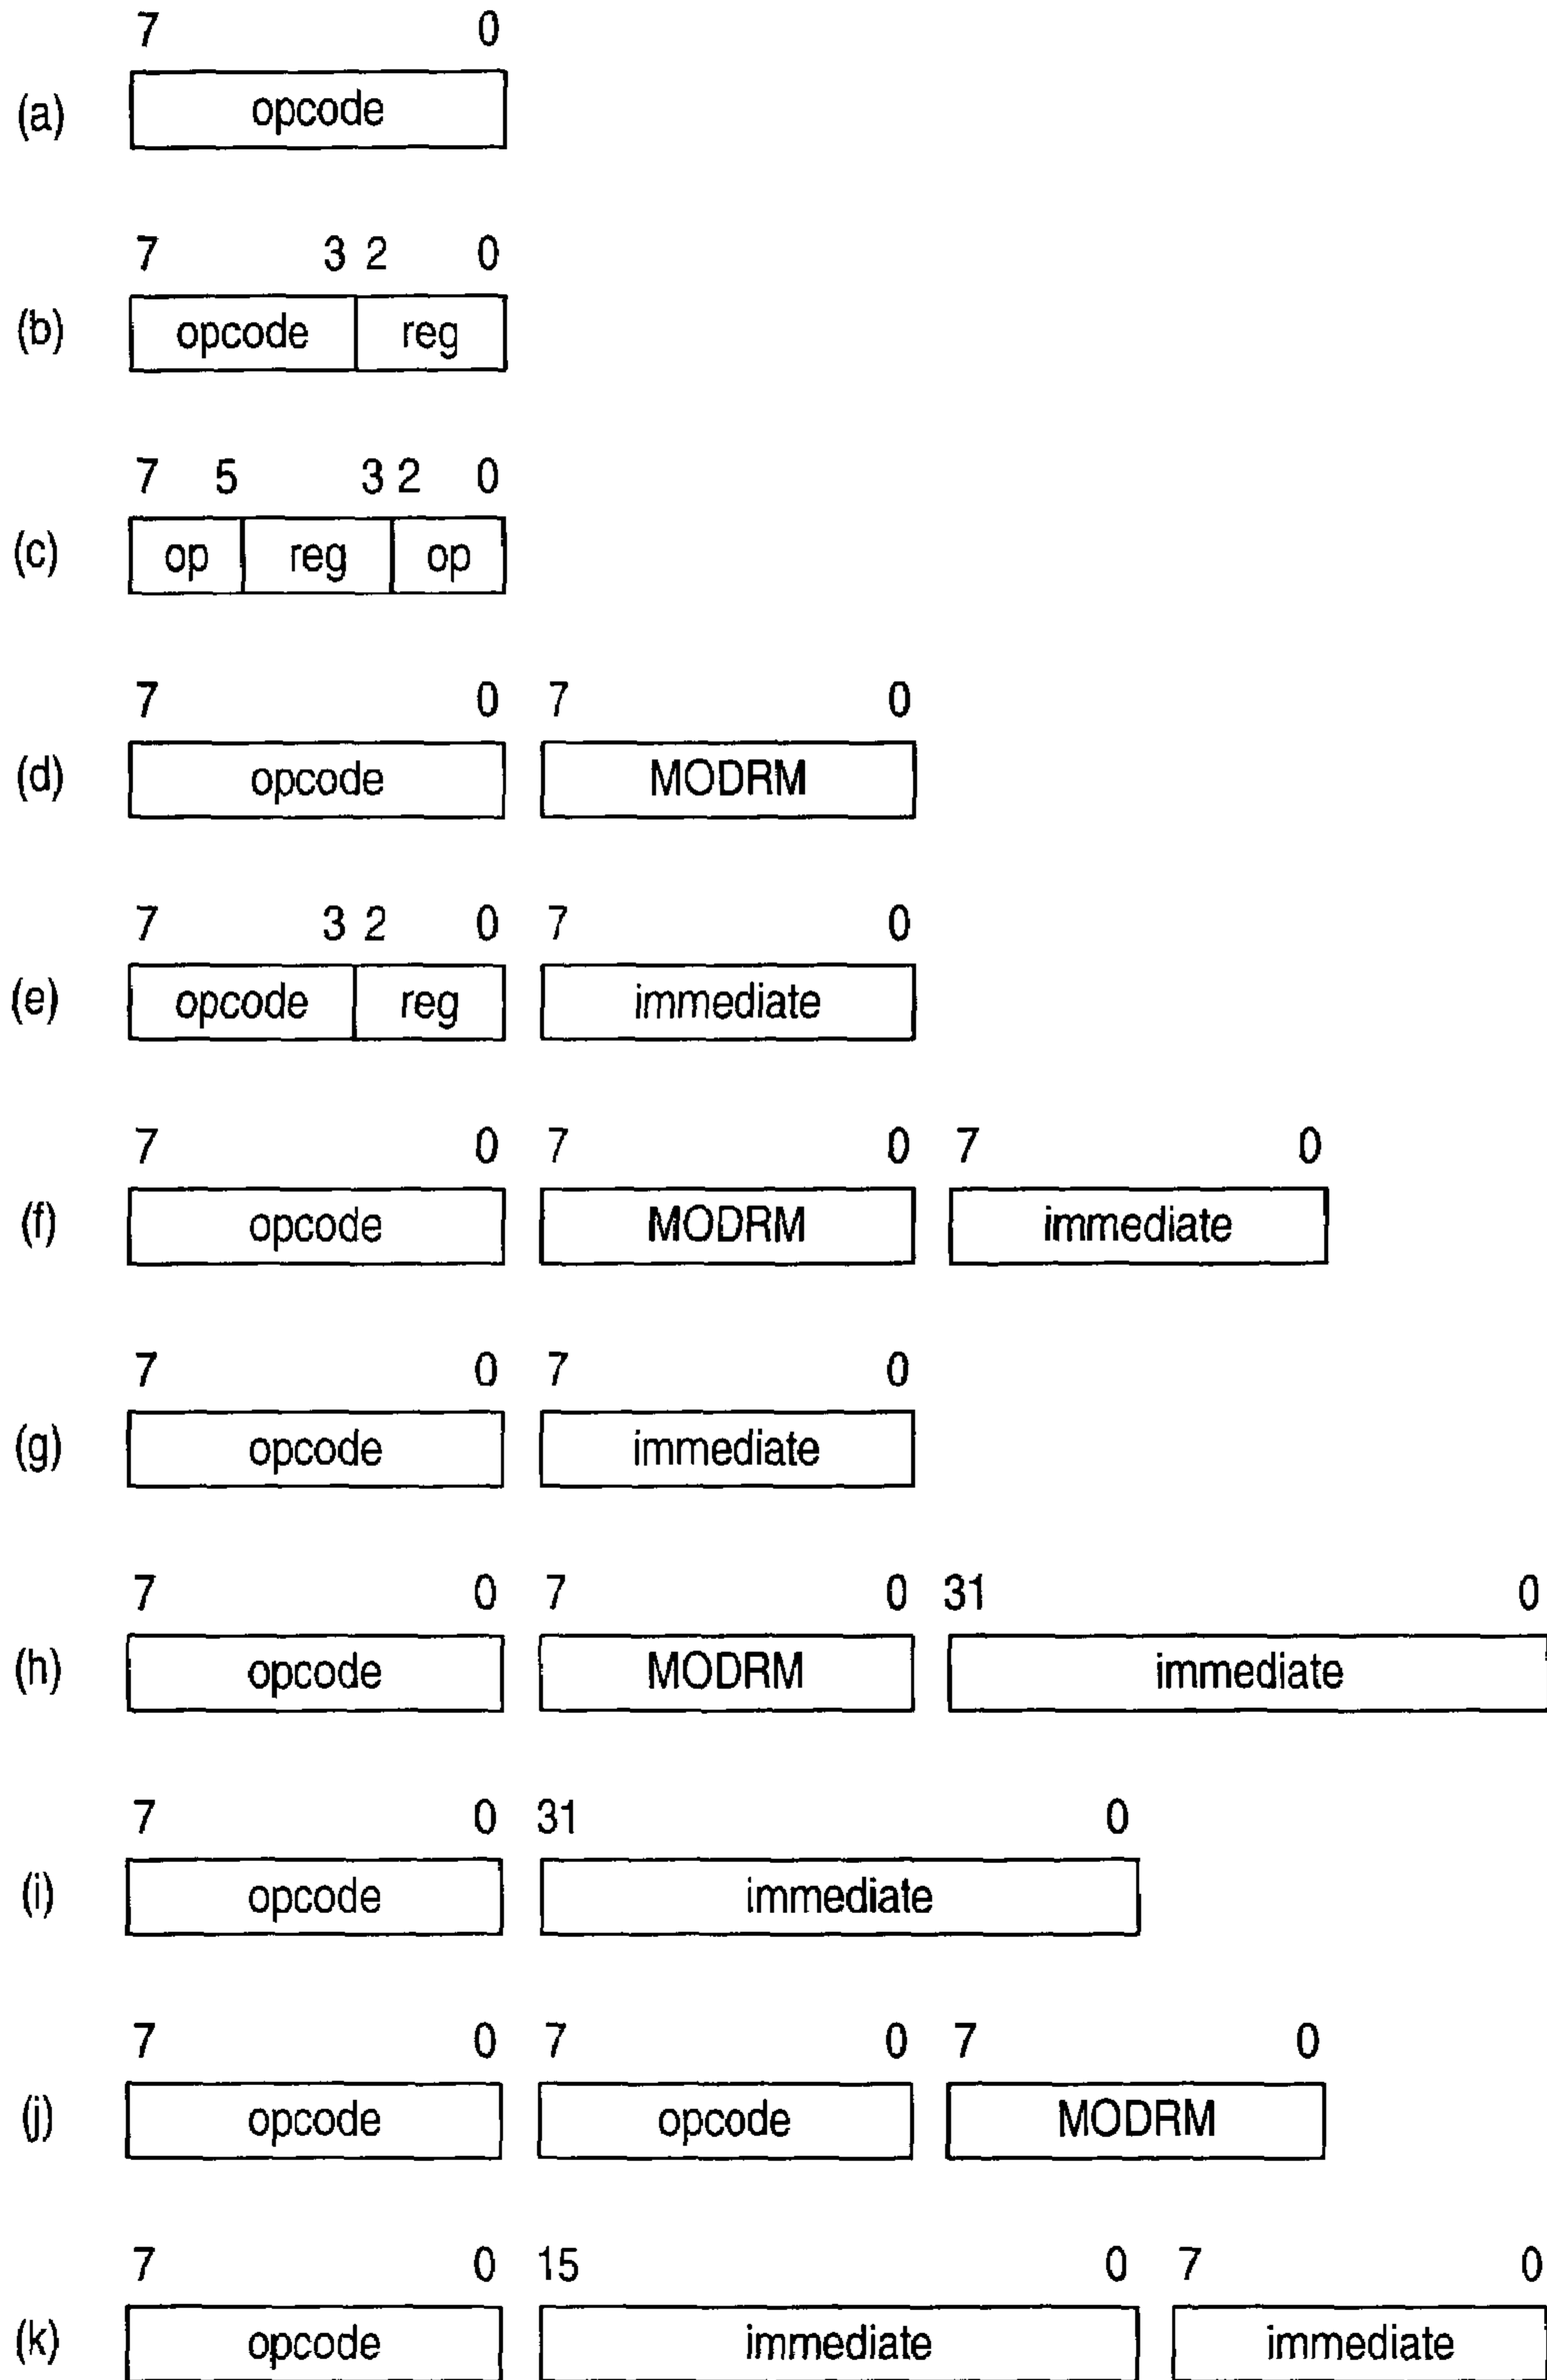 7 0
(a) opcode
7 3 2 0
(b) opcode reg
7 5 3 2 0
(c) op reg op
7 0 7 0
(d) opcode MODRM
7 3 2 0 7 0
(e) opcode reg immediate
7 0 7 0 7 0
(f) opcode MODRM immediate
7 0 7 0
(g) opcode immediate
7 0 7 0 31 0
(h) opcode MODRM immediate
7 0 31 0
(i) opcode immediate
7 0 7 0 7 0
(j) opcode opcode MODRM
7 0 15 0 7 0
(k) opcode immediate immediate